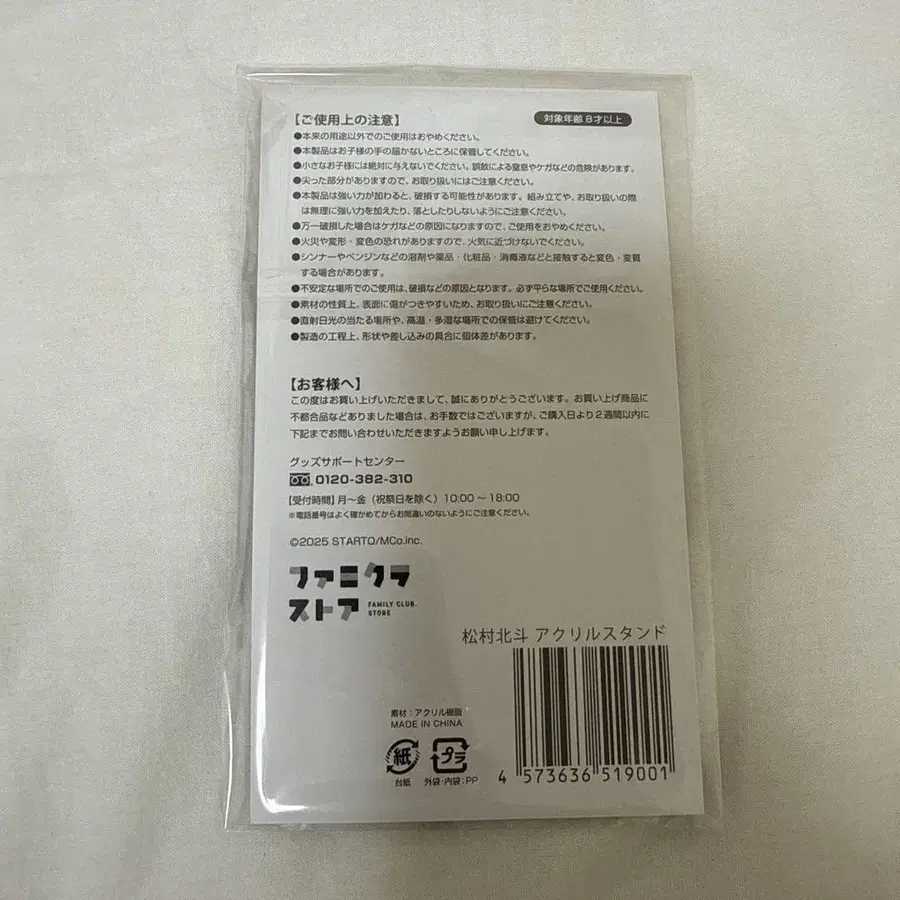 【ご使用上の注意】
対象年齢 8才以上
●本来の用途以外でのご使用はおやめください。
●本製品はお子様の手の届かないところに保管してください。
●小さなお子様には絶対に与えないでください。誤飲による窒息やケガなどの危険があります。
●尖った部分がありますので、お取り扱いにはご注意ください。
●本製品は強い力が加わると、破損する可能性があります。組み立てや、お取り扱いの際
は無理に強い力を加えたり、落としたりしないようにご注意ください。
●万一破損した場合はケガなどの原因になりますので、ご使用をおやめください。
●火災や変形・変色の恐れがありますので、火気に近づけないでください。
●シンナーやベンジンなどの溶剤や薬品・化粧品・消毒液などと接触すると変色・変質
する場合があります。
●不安定な場所でのご使用は、破損などの原因となります。必ず平らな場所でご使用ください。
●素材の性質上、表面に傷がつきやすいため、お取り扱いにご注意ください。
●直射日光の当たる場所や、高温・多湿な場所での保管は避けてください。
●製造の工程上、形状や差し込みの具合に個体差があります。
【お客様へ】
この度はお買い上げいただきまして、誠にありがとうございます。お買い上げ商品に
不都合品などありました場合は、お手数ではございますが、ご購入日より2週間以内に
下記までお問い合わせいただきますようお願い申し上げます。
グッズサポートセンター
0120-382-310
【受付時間】月～金（祝祭日を除く）10:00～18:00
※電話番号はよく確かめてからお間違いのないようにご注意ください。
©2025 STARTO/MCo.inc.
ファミクラ
ストア FAMILY CLUB.
STORE
松村北斗 アクリルスタンド
素材：アクリル樹脂
MADE IN CHINA
紙 プラ
台紙 外袋・内袋：PP
4 573636 519001